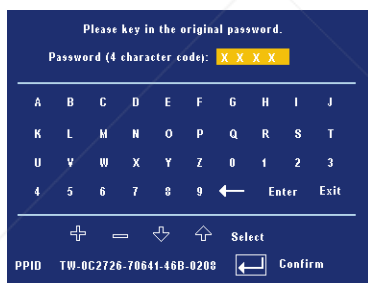 Please key in the original password.
Password (4 character code): X X X X
A B C D E F G H I J
K L M N O P Q R S T
U V W X Y Z 0 1 2 3
4 5 6 7 8 9 ← Enter Exit
Select
PPID TW-0C2726-70641-46B-0208 Confirm